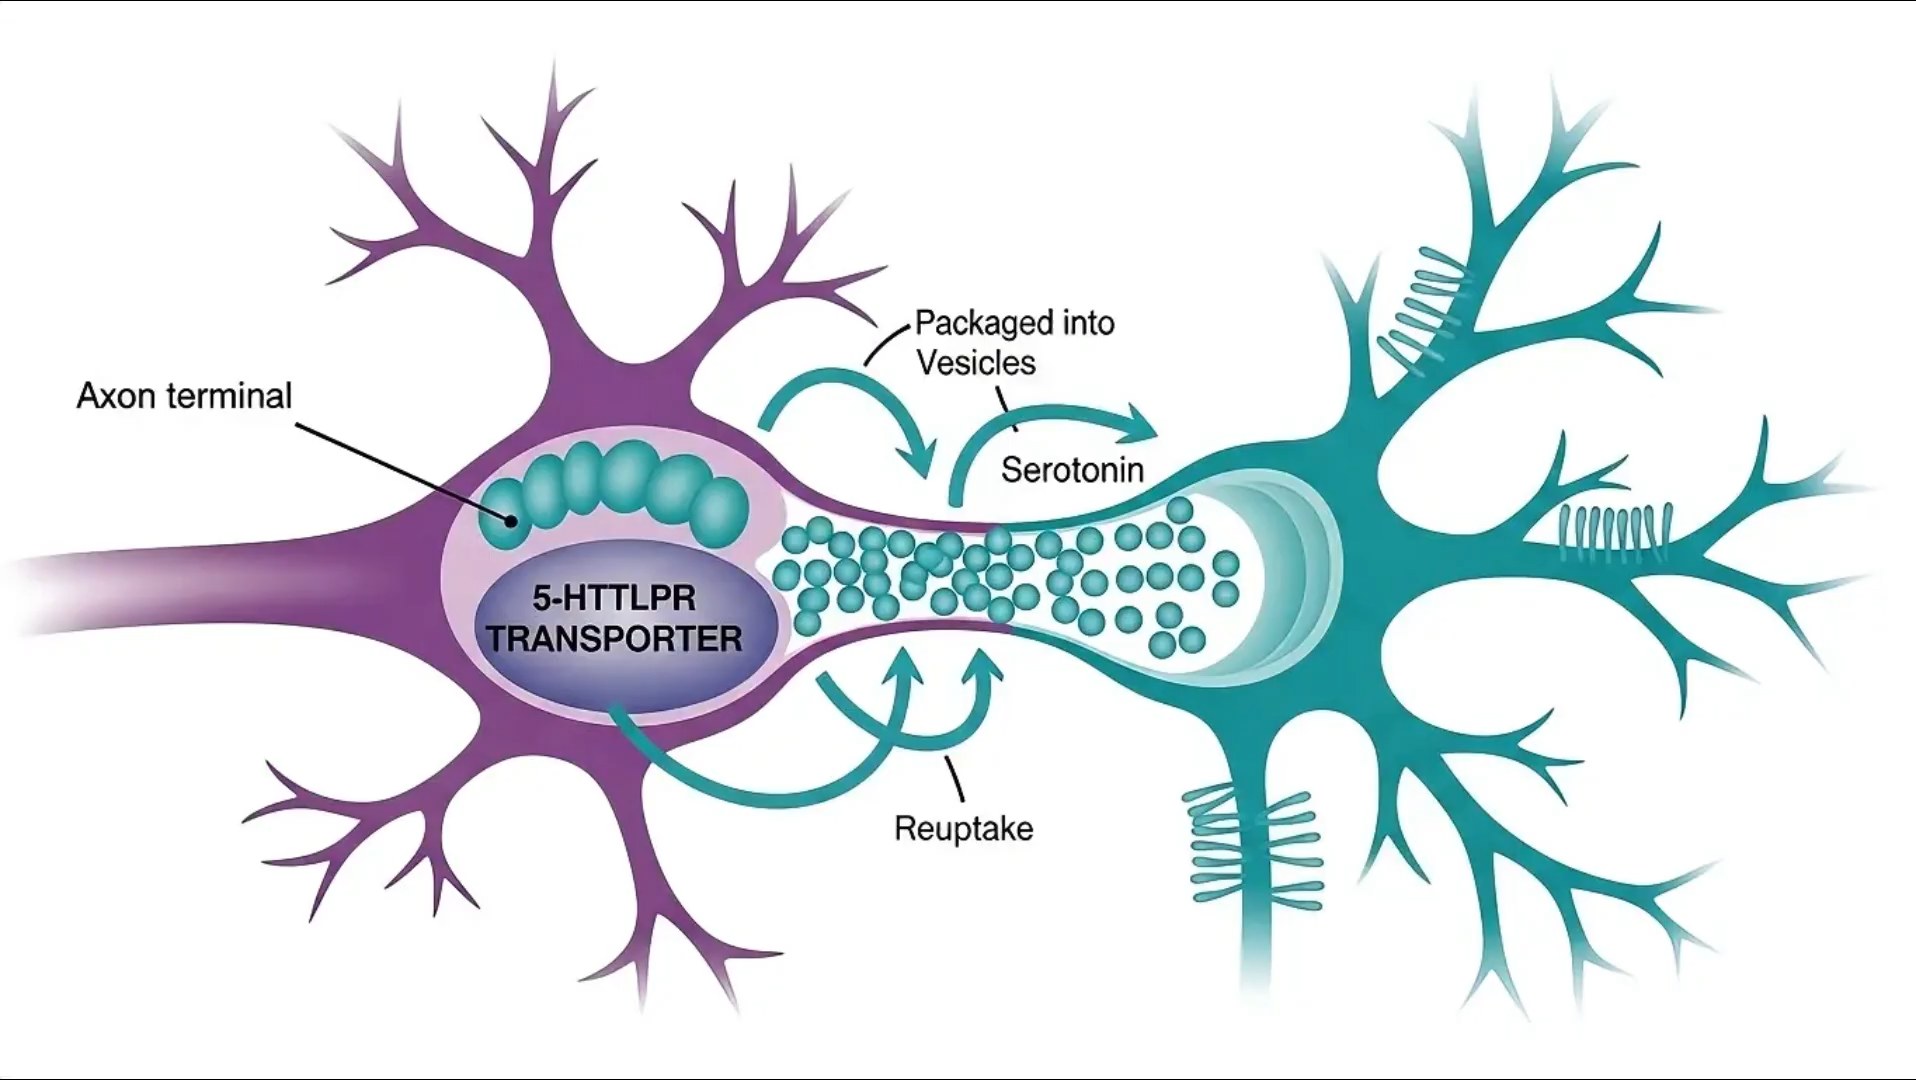 Packaged into
Vesicles
Axon terminal
Serotonin
5-HTTLPR
TRANSPORTER
Reuptake